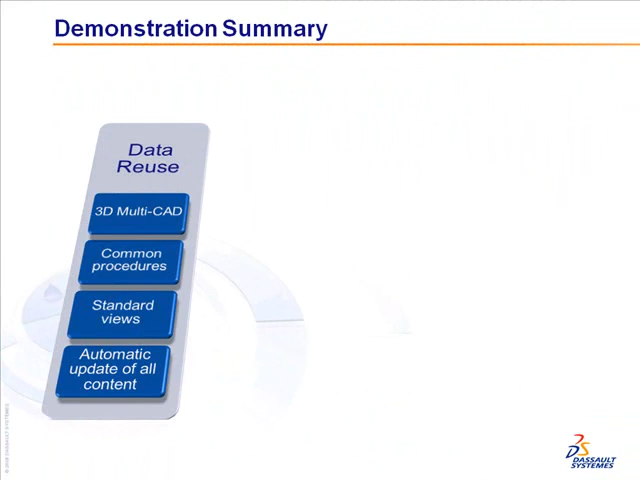 Demonstration Summary
Data
Reuse
3D Multi-CAD
Common
procedures
Standard
views
Automatic
update of all
content
DASSAULT
SYSTEMES